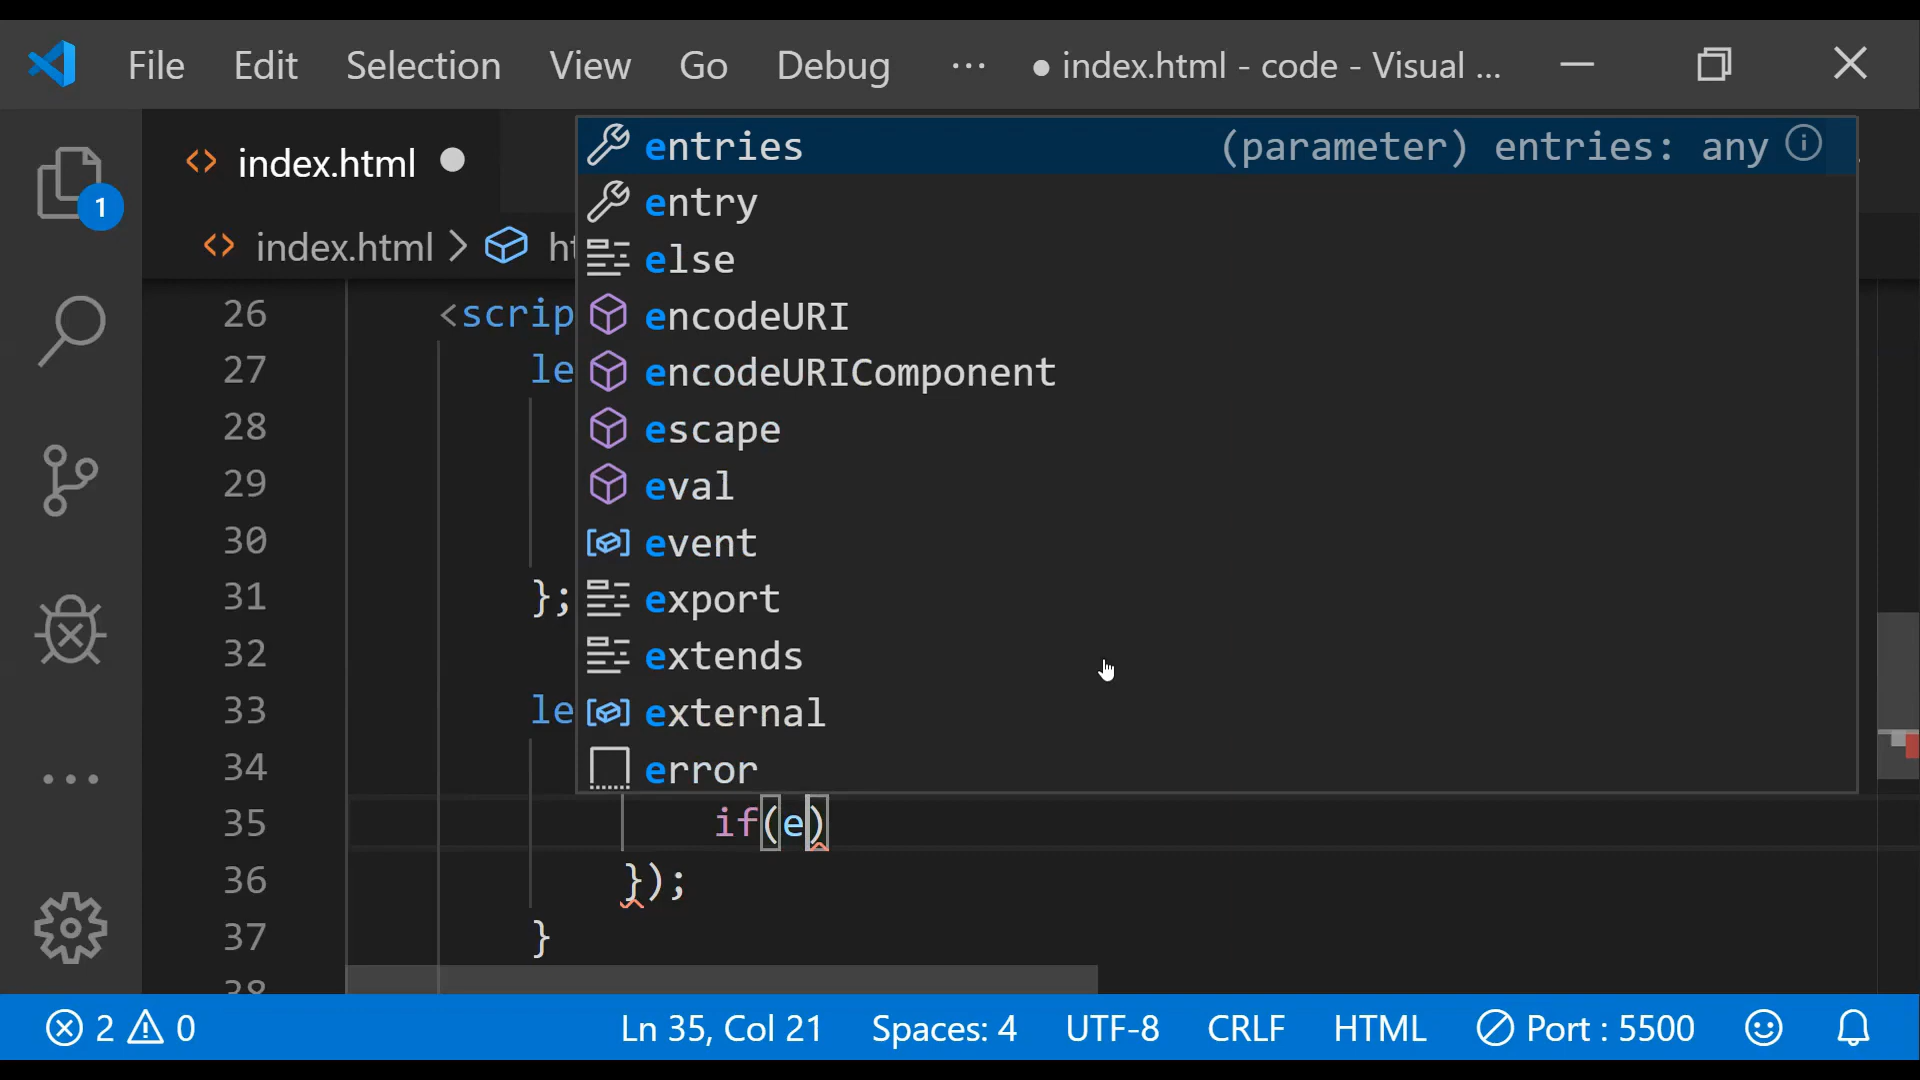 File Edit Selection View Go Debug ··· ● index.html - code - Visual ...
1
index.html ●
index.html > ht
entries (parameter) entries: any
entry
else
encodeURI
encodeURIComponent
escape
eval
event
export
extends
external
error
26 <scrip
27 le
28
29
30
31 };
32
33 le
34
35 if(e)
36 });
37 }
38
2 0 Ln 35, Col 21 Spaces: 4 UTF-8 CRLF HTML Port : 5500